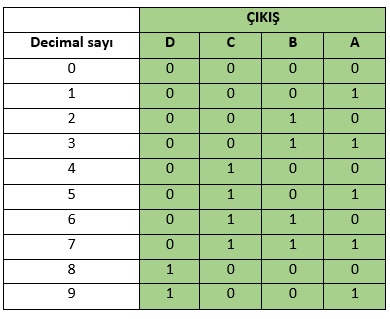 ÇIKIŞ
Decimal sayı D C B A
0 0 0 0 0
1 0 0 0 1
2 0 0 1 0
3 0 0 1 1
4 0 1 0 0
5 0 1 0 1
6 0 1 1 0
7 0 1 1 1
8 1 0 0 0
9 1 0 0 1